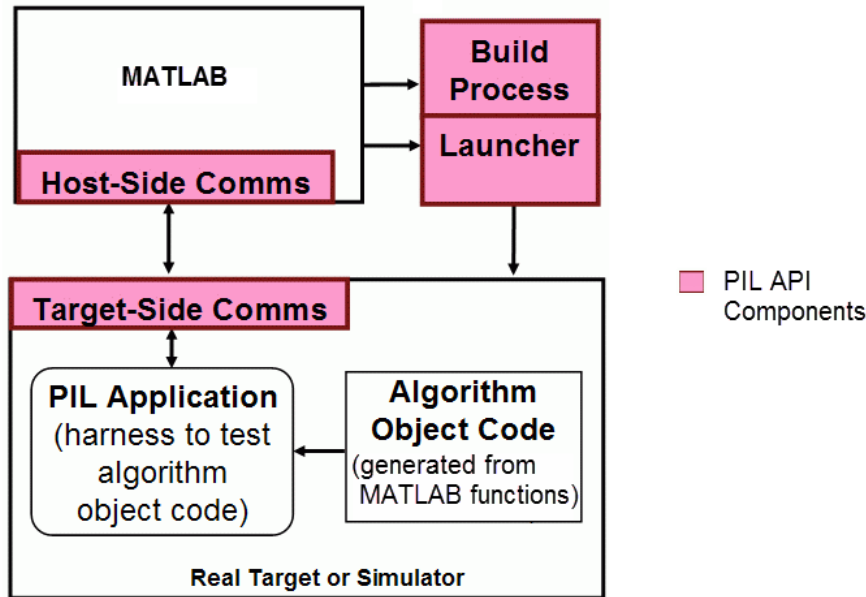 MATLAB
Build
Process
Launcher
Host-Side Comms
Target-Side Comms
PIL Application
(harness to test
algorithm
object code)
Algorithm
Object Code
(generated from
MATLAB functions)
Real Target or Simulator
PIL API
Components